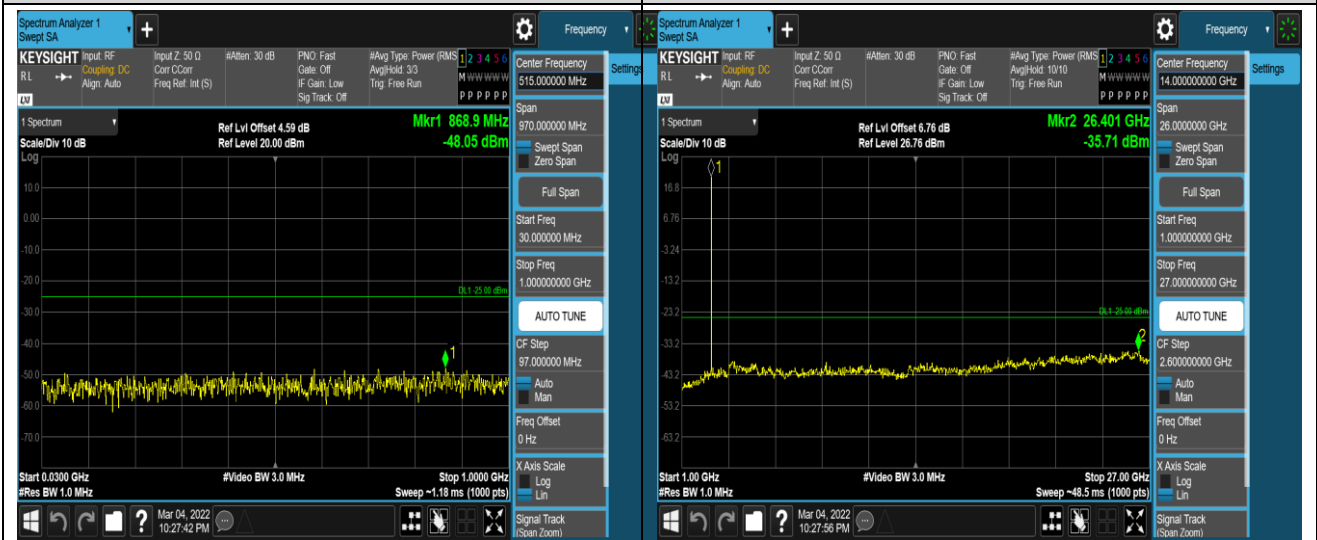 Spectrum Analyzer 1
Swept SA
+
Frequency
KEYSIGHT
RL
LXI
Input: RF
Coupling: DC
Align: Auto
Input Z: 50 Ω
Corr CCorr
Freq Ref: Int (S)
#Atten: 30 dB
PNO: Fast
Gate: Off
IF Gain: Low
Sig Track: Off
#Avg Type: Power (RMS
Avg|Hold: 3/3
Trig: Free Run
1 2 3 4 5 6
M W W W W W
P P P P P P
1 Spectrum
Scale/Div 10 dB
Log
Ref Lvl Offset 4.59 dB
Ref Level 20.00 dBm
Mkr1 868.9 MHz
-48.05 dBm
10.0
0.00
-10.0
-20.0
DL1 -25.00 dBm
-30.0
-40.0
1
-50.0
-60.0
-70.0
Start 0.0300 GHz
#Res BW 1.0 MHz
#Video BW 3.0 MHz
Stop 1.0000 GHz
Sweep ~1.18 ms (1000 pts)
?
Mar 04, 2022
10:27:42 PM
Center Frequency
515.000000 MHz
Span
970.000000 MHz
Swept Span
Zero Span
Full Span
Start Freq
30.000000 MHz
Stop Freq
1.000000000 GHz
AUTO TUNE
CF Step
97.000000 MHz
Auto
Man
Freq Offset
0 Hz
X Axis Scale
Log
Lin
Signal Track
(Span Zoom)
Settings
Spectrum Analyzer 1
Swept SA
+
Frequency
KEYSIGHT
RL
LXI
Input: RF
Coupling: DC
Align: Auto
Input Z: 50 Ω
Corr CCorr
Freq Ref: Int (S)
#Atten: 30 dB
PNO: Fast
Gate: Off
IF Gain: Low
Sig Track: Off
#Avg Type: Power (RMS
Avg|Hold: 10/10
Trig: Free Run
1 2 3 4 5 6
M W W W W W
P P P P P P
1 Spectrum
Scale/Div 10 dB
Log
Ref Lvl Offset 6.76 dB
Ref Level 26.76 dBm
Mkr2 26.401 GHz
-35.71 dBm
1
16.8
6.76
-3.24
-13.2
-23.2
DL1 -25.00 dBm
-33.2
2
-43.2
-53.2
-63.2
Start 1.00 GHz
#Res BW 1.0 MHz
#Video BW 3.0 MHz
Stop 27.00 GHz
Sweep ~48.5 ms (1000 pts)
?
Mar 04, 2022
10:27:56 PM
Center Frequency
14.000000000 GHz
Span
26.0000000 GHz
Swept Span
Zero Span
Full Span
Start Freq
1.000000000 GHz
Stop Freq
27.000000000 GHz
AUTO TUNE
CF Step
2.600000000 GHz
Auto
Man
Freq Offset
0 Hz
X Axis Scale
Log
Lin
Signal Track
(Span Zoom)
Settings